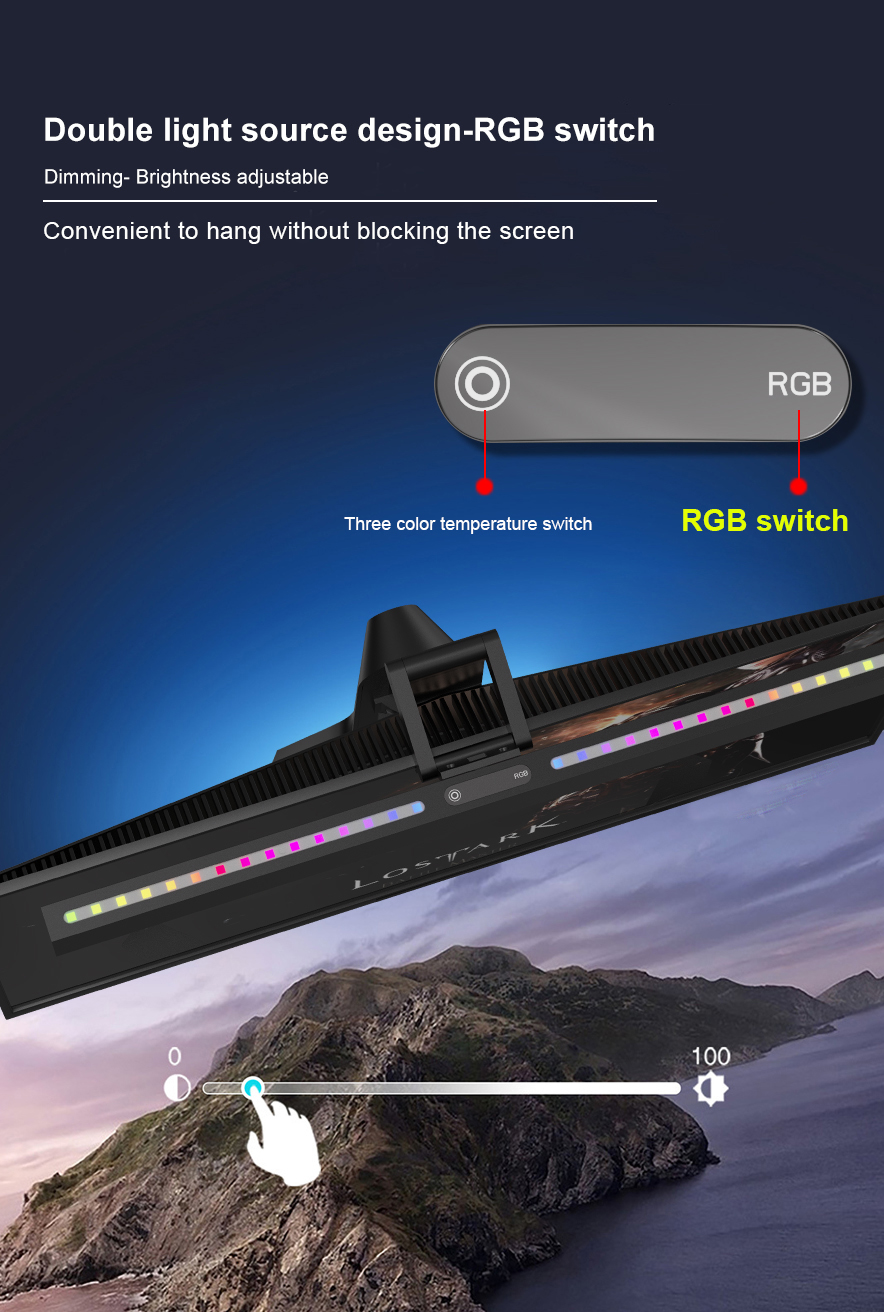 Double light source design-RGB switch
Dimming- Brightness adjustable
Convenient to hang without blocking the screen
RGB
Three color temperature switch
RGB switch
RGB
LOSTARK
0
100